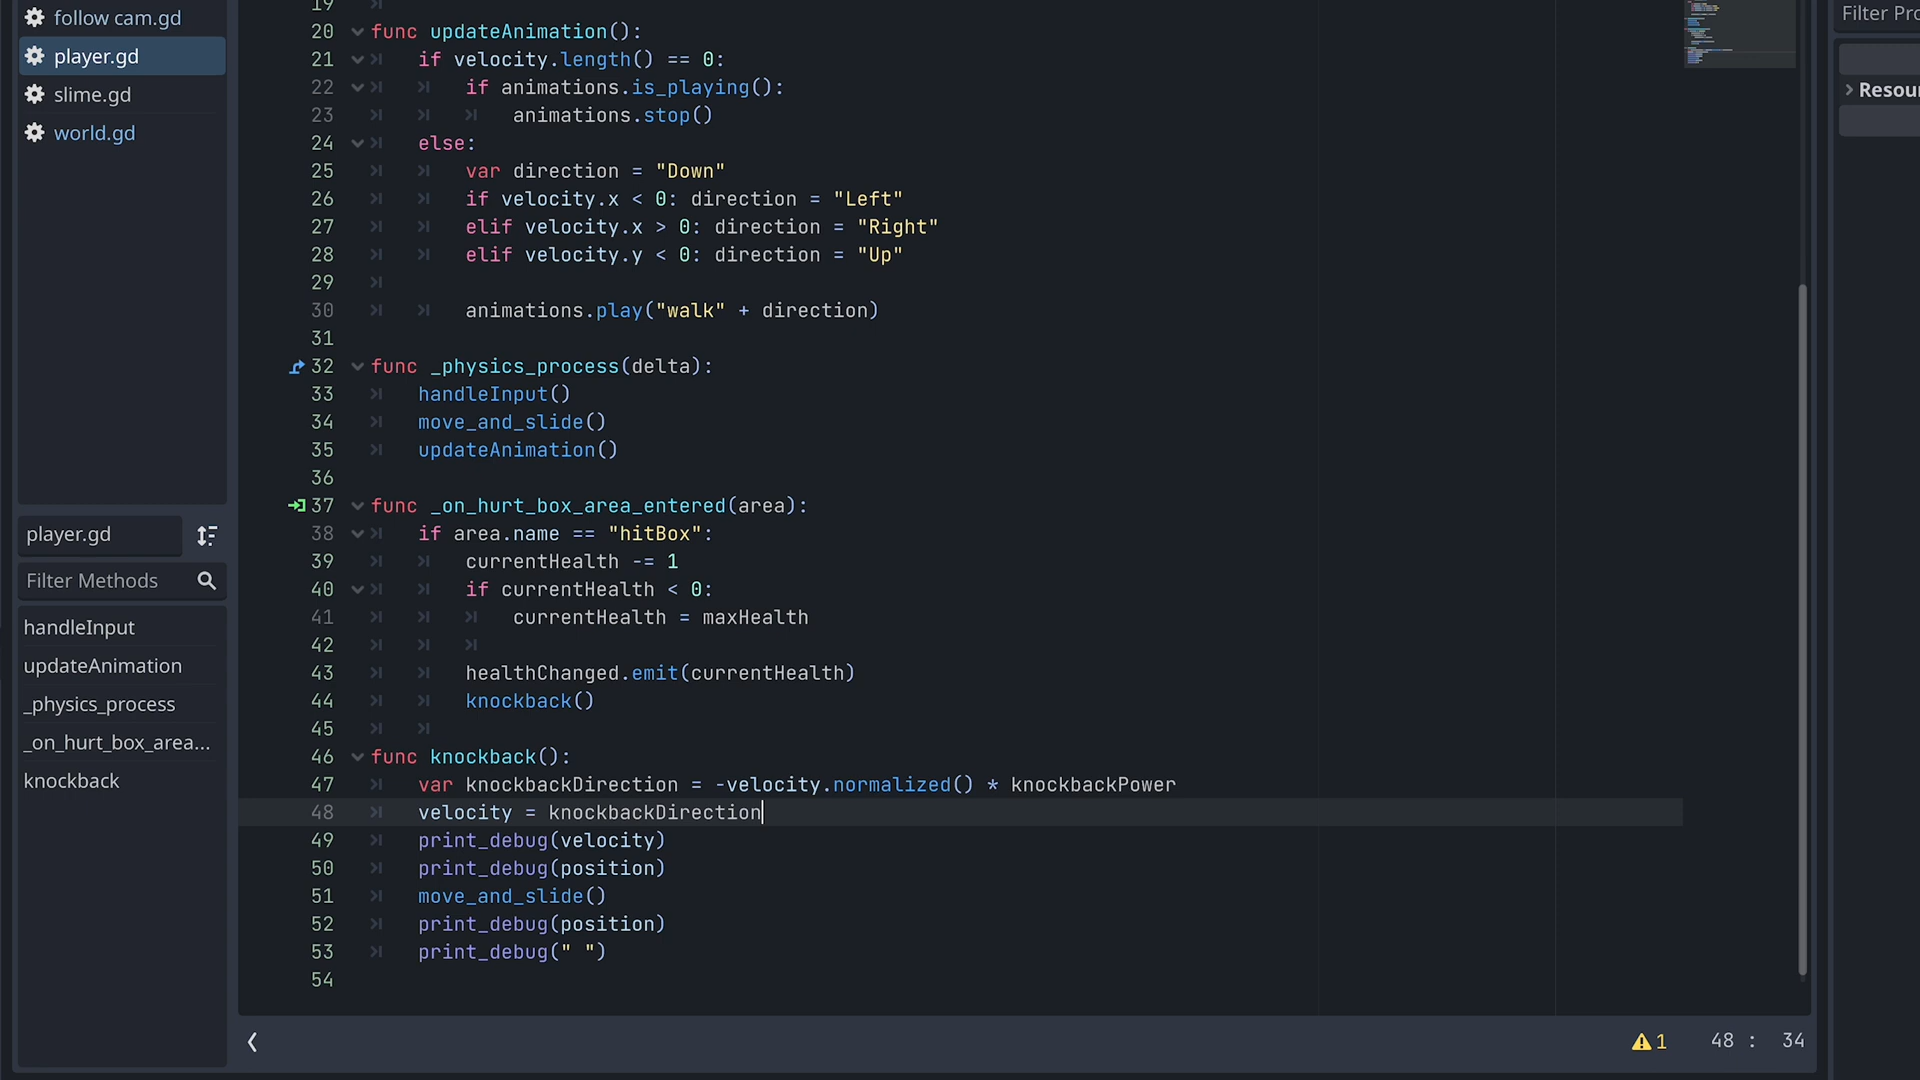 follow cam.gd
player.gd
slime.gd
world.gd
player.gd
Filter Methods
handleInput
updateAnimation
_physics_process
_on_hurt_box_area...
knockback
19
20 func updateAnimation():
21 if velocity.length() == 0:
22 if animations.is_playing():
23 animations.stop()
24 else:
25 var direction = "Down"
26 if velocity.x < 0: direction = "Left"
27 elif velocity.x > 0: direction = "Right"
28 elif velocity.y < 0: direction = "Up"
29
30 animations.play("walk" + direction)
31
32 func _physics_process(delta):
33 handleInput()
34 move_and_slide()
35 updateAnimation()
36
37 func _on_hurt_box_area_entered(area):
38 if area.name == "hitBox":
39 currentHealth -= 1
40 if currentHealth < 0:
41 currentHealth = maxHealth
42
43 healthChanged.emit(currentHealth)
44 knockback()
45
46 func knockback():
47 var knockbackDirection = -velocity.normalized() * knockbackPower
48 velocity = knockbackDirection
49 print_debug(velocity)
50 print_debug(position)
51 move_and_slide()
52 print_debug(position)
53 print_debug(" ")
54
1 48 : 34
Filter Pro
Resou